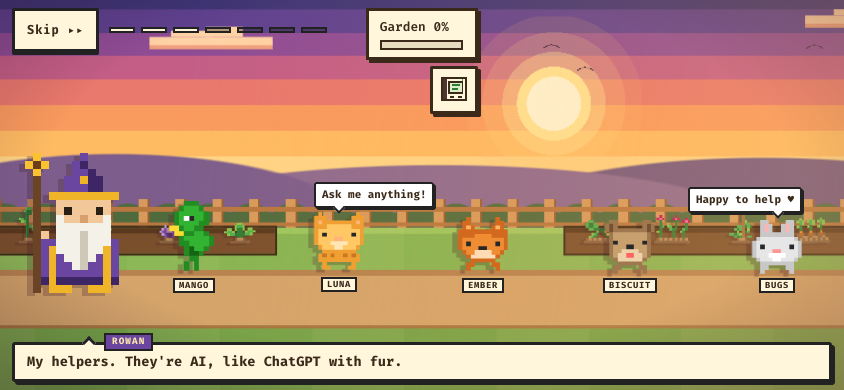 Skip ▸▸
Garden 0%
Ask me anything!
Happy to help ♥
MANGO
LUNA
EMBER
BISCUIT
BUGS
ROWAN
My helpers. They're AI, like ChatGPT with fur.